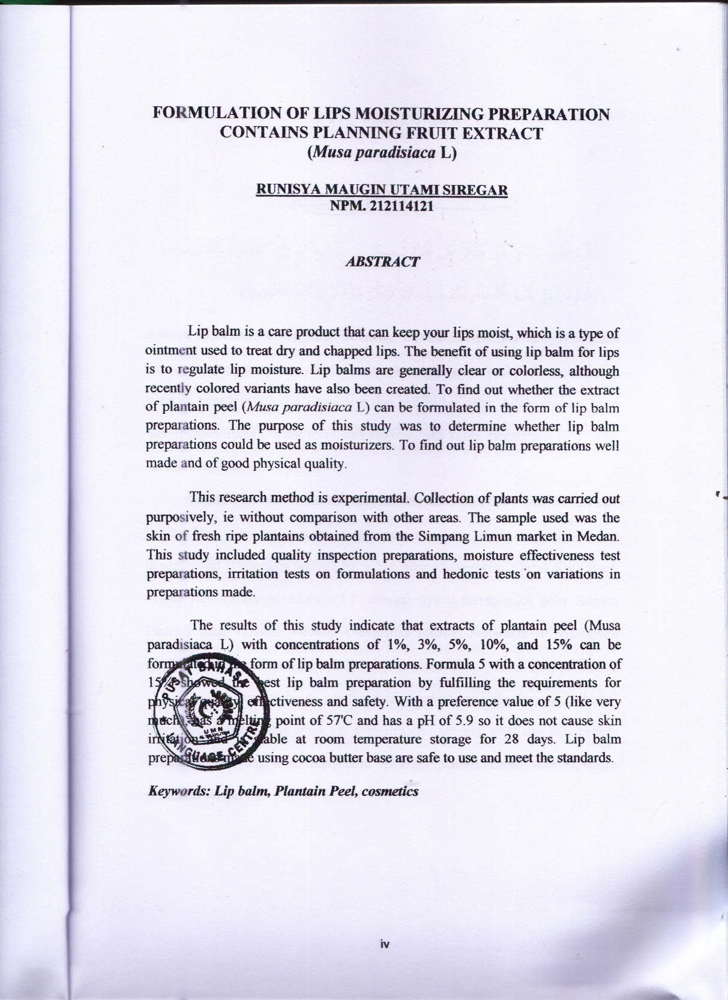 FORMULATION OF LIPS MOISTURIZING PREPARATION
CONTAINS PLANNING FRUIT EXTRACT
(Musa paradisiaca L)
RUNISYA MAUGIN UTAMI SIREGAR
NPM. 212114121
ABSTRACT
Lip balm is a care product that can keep your lips moist, which is a type of
ointment used to treat dry and chapped lips. The benefit of using lip balm for lips
is to regulate lip moisture. Lip balms are generally clear or colorless, although
recently colored variants have also been created. To find out whether the extract
of plantain peel (Musa paradisiaca L) can be formulated in the form of lip balm
preparations. The purpose of this study was to determine whether lip balm
preparations could be used as moisturizers. To find out lip balm preparations well
made and of good physical quality.
This research method is experimental. Collection of plants was carried out
purposively, ie without comparison with other areas. The sample used was the
skin of fresh ripe plantains obtained from the Simpang Limun market in Medan.
This study included quality inspection preparations, moisture effectiveness test
preparations, irritation tests on formulations and hedonic tests on variations in
preparations made.
The results of this study indicate that extracts of plantain peel (Musa
paradisiaca L) with concentrations of 1%, 3%, 5%, 10%, and 15% can be
formulated in the form of lip balm preparations. Formula 5 with a concentration of
15% showed the best lip balm preparation by fulfilling the requirements for
physical quality, effectiveness and safety. With a preference value of 5 (like very
much), has a melting point of 57'C and has a pH of 5.9 so it does not cause skin
irritation and is stable at room temperature storage for 28 days. Lip balm
preparations made using cocoa butter base are safe to use and meet the standards.
PUSAT BAHASA
UMN
LANGUAGE CENTRE
Keywords: Lip balm, Plantain Peel, cosmetics
iv